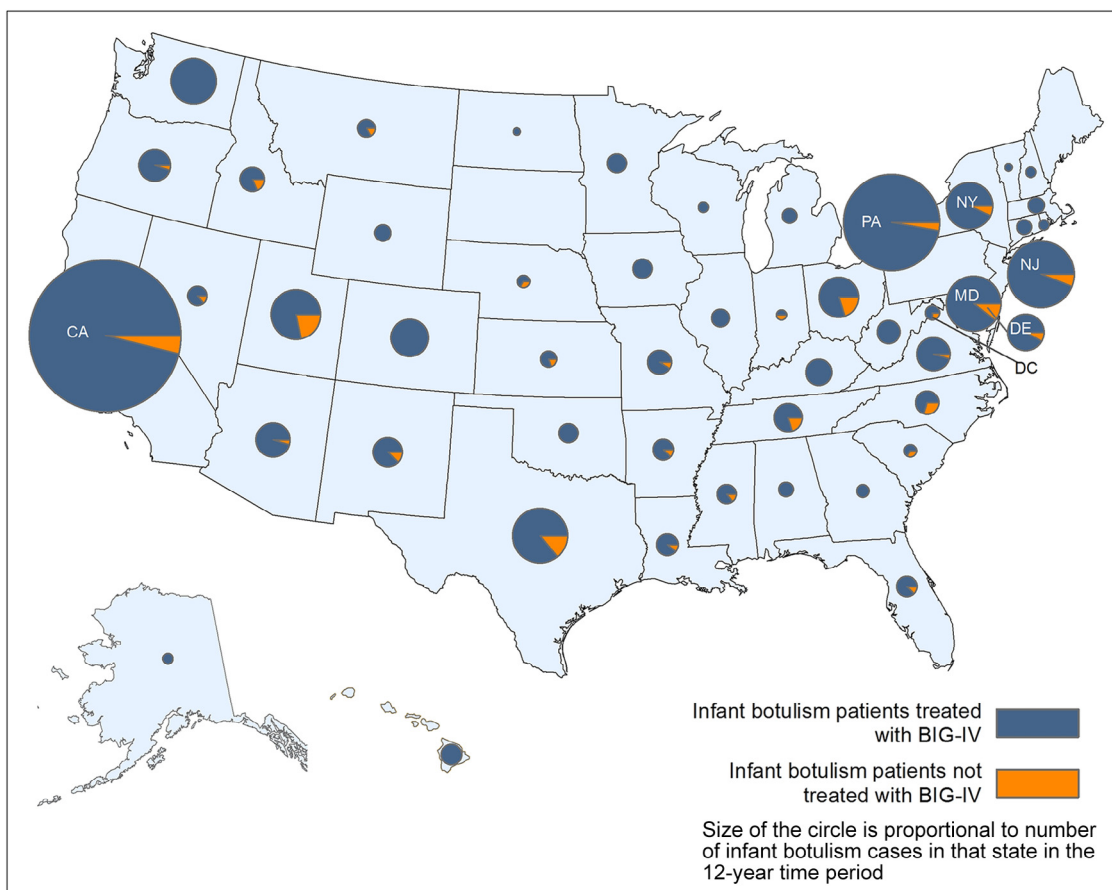 PA
NY
NJ
MD
DE
DC
CA
Infant botulism patients treated
with BIG-IV
Infant botulism patients not
treated with BIG-IV
Size of the circle is proportional to number
of infant botulism cases in that state in the
12-year time period